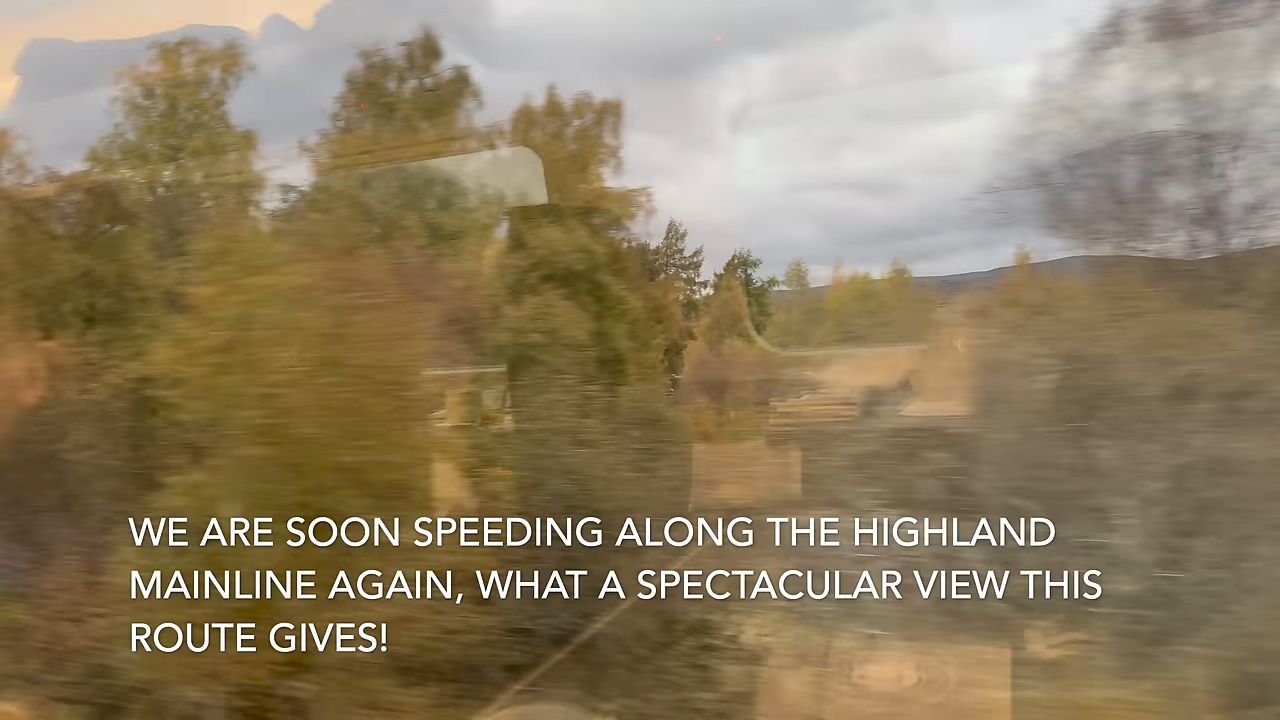 WE ARE SOON SPEEDING ALONG THE HIGHLAND
MAINLINE AGAIN, WHAT A SPECTACULAR VIEW THIS
ROUTE GIVES!